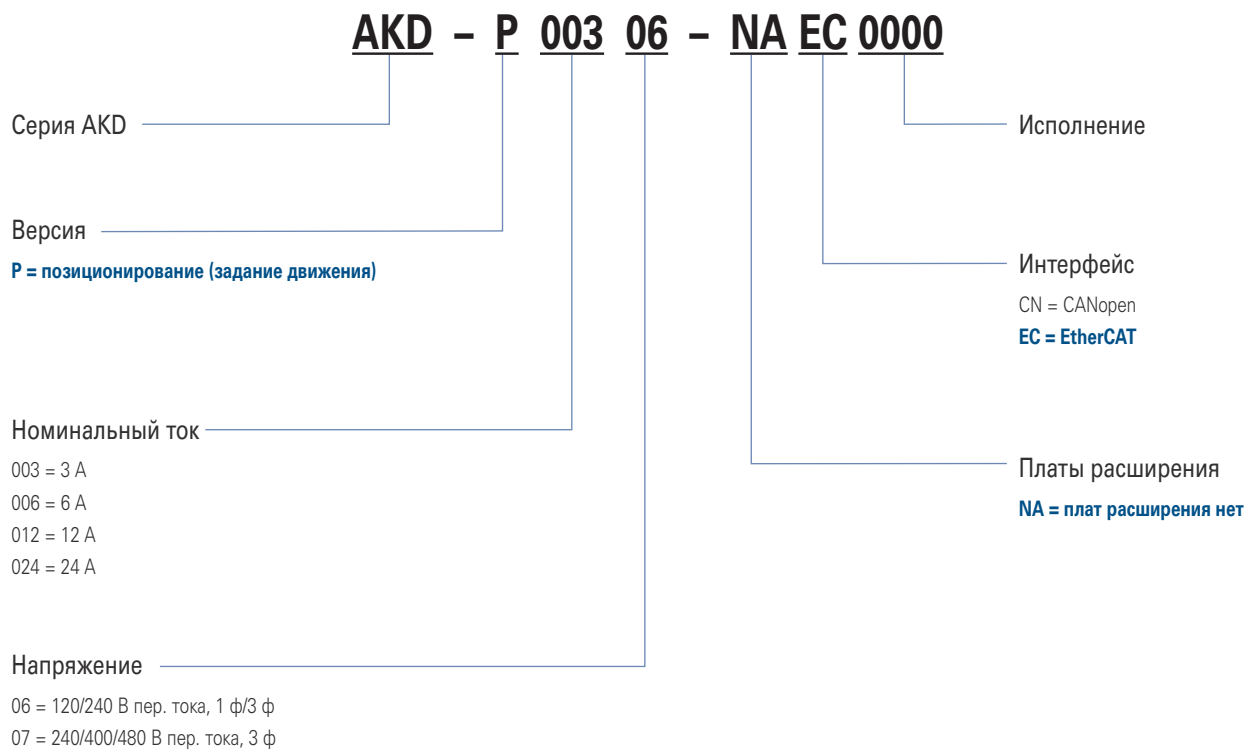 AKD – P 003 06 – NA EC 0000
Серия AKD
Исполнение
Версия
P = позиционирование (задание движения)
Интерфейс
CN = CANopen
EC = EtherCAT
Номинальный ток
003 = 3 A
006 = 6 A
012 = 12 A
024 = 24 A
Платы расширения
NA = плат расширения нет
Напряжение
06 = 120/240 В пер. тока, 1 ф/3 ф
07 = 240/400/480 В пер. тока, 3 ф